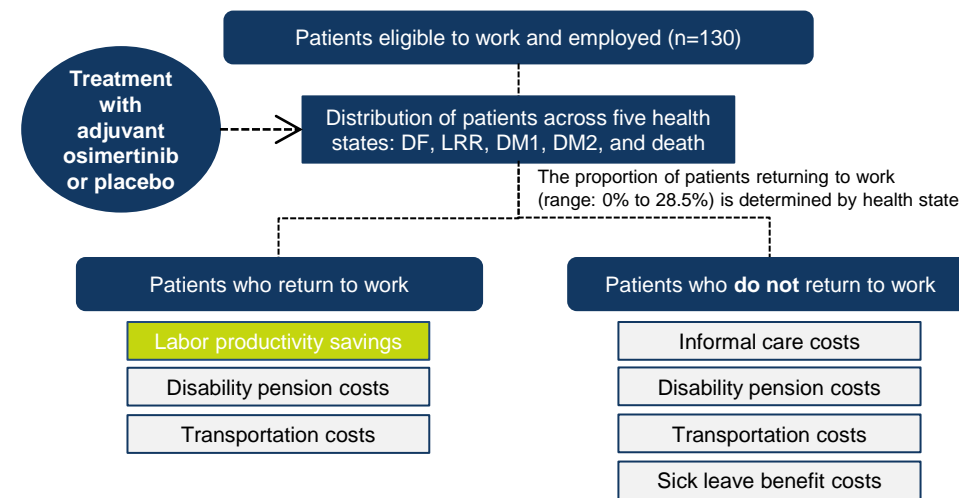 Patients eligible to work and employed (n=130)
Treatment
with
adjuvant
osimertinib
or placebo
Distribution of patients across five health
states: DF, LRR, DM1, DM2, and death
The proportion of patients returning to work
(range: 0% to 28.5%) is determined by health state
Patients who return to work
Labor productivity savings
Disability pension costs
Transportation costs
Patients who do not return to work
Informal care costs
Disability pension costs
Transportation costs
Sick leave benefit costs